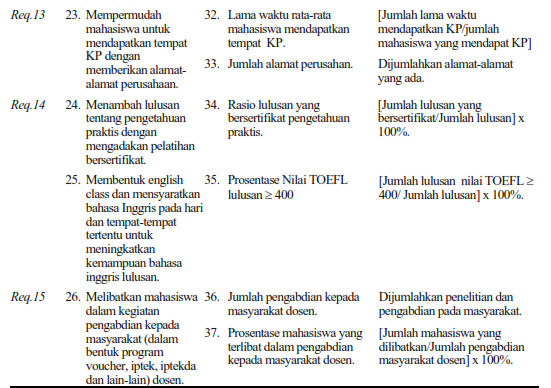 Req.13 23. Mempermudah 32. Lama waktu rata-rata [Jumlah lama waktu
mahasiswa untuk mahasiswa mendapatkan mendapatkan KP/jumlah
mendapatkan tempat tempat KP. mahasiswa yang mendapat KP]
KP dengan
memberikan alamat- 33. Jumlah alamat perusahan. Dijumlahkan alamat-alamat
alamat perusahaan. yang ada.
Req.14 24. Menambah lulusan 34. Rasio lulusan yang [Jumlah lulusan yang
tentang pengetahuan bersertifikat pengetahuan bersertifikat/Jumlah lulusan] x
praktis dengan praktis. 100%.
mengadakan pelatihan
bersertifikat.
25. Membentuk english 35. Prosentase Nilai TOEFL [Jumlah lulusan nilai TOEFL ≥
class dan mensyaratkan lulusan ≥ 400 400/ Jumlah lulusan] x 100%.
bahasa Inggris pada hari
dan tempat-tempat
tertentu untuk
meningkatkan
kemampuan bahasa
inggris lulusan.
Req.15 26. Melibatkan mahasiswa 36. Jumlah pengabdian kepada Dijumlahkan penelitian dan
dalam kegiatan masyarakat dosen. pengabdian pada masyarakat.
pengabdian kepada
masyarakat (dalam 37. Prosentase mahasiswa yang [Jumlah mahasiswa yang
bentuk program terlibat dalam pengabdian dilibatkan/Jumlah pengabdian
voucher, iptek, iptekda kepada masyarakat dosen. masyarakat dosen] x 100%.
dan lain-lain) dosen.